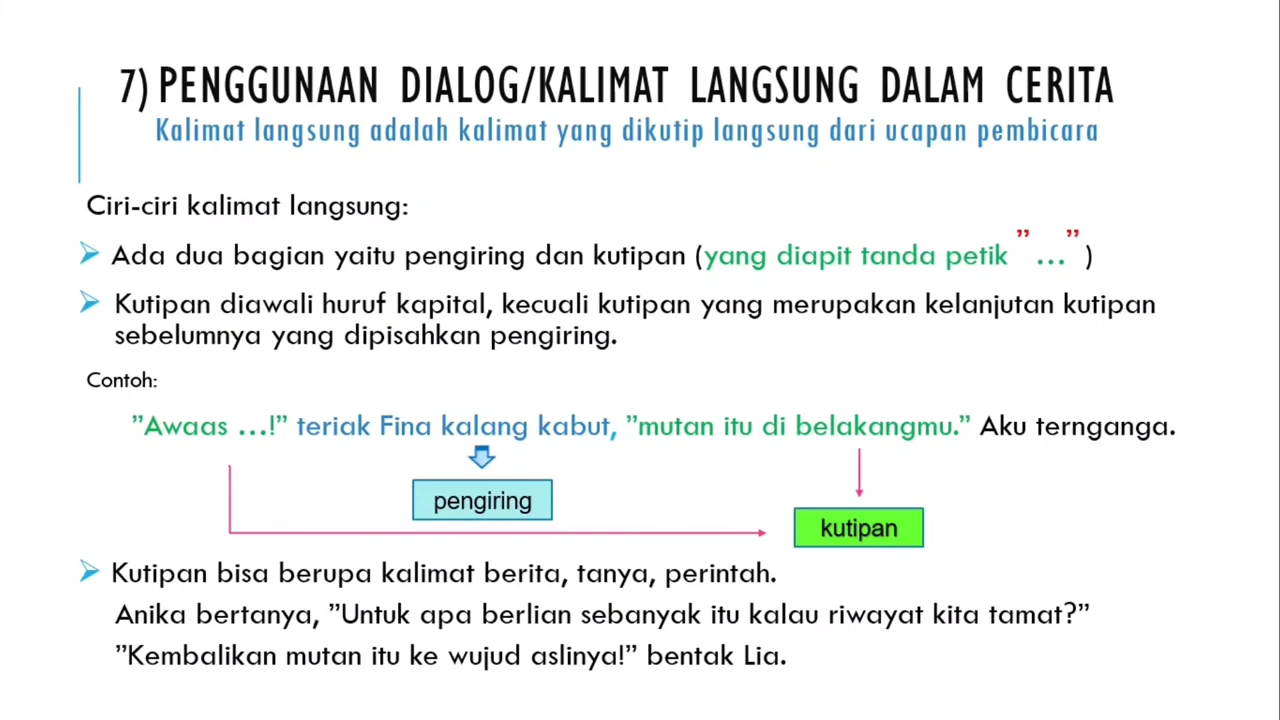 7) PENGGUNAAN DIALOG/KALIMAT LANGSUNG DALAM CERITA
Kalimat langsung adalah kalimat yang dikutip langsung dari ucapan pembicara
Ciri-ciri kalimat langsung:
Ada dua bagian yaitu pengiring dan kutipan (yang diapit tanda petik ”…” )
Kutipan diawali huruf kapital, kecuali kutipan yang merupakan kelanjutan kutipan
sebelumnya yang dipisahkan pengiring.
Contoh:
”Awaas …!” teriak Fina kalang kabut, ”mutan itu di belakangmu.” Aku ternganga.
pengiring
kutipan
Kutipan bisa berupa kalimat berita, tanya, perintah.
Anika bertanya, ”Untuk apa berlian sebanyak itu kalau riwayat kita tamat?”
”Kembalikan mutan itu ke wujud aslinya!” bentak Lia.